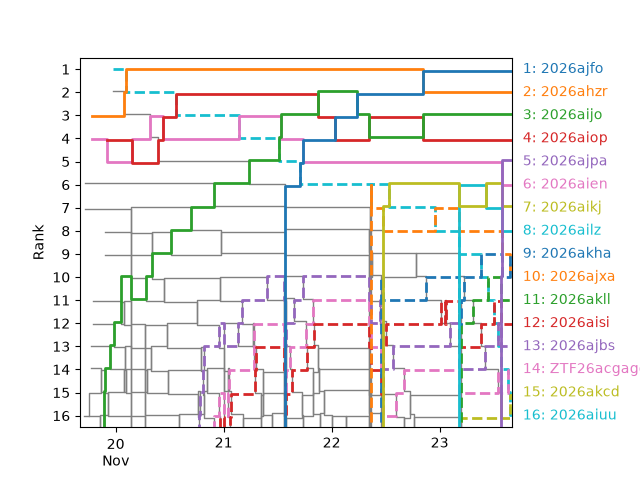 1
2
3
4
5
6
7
8
9
10
11
12
13
14
15
16
Rank
20
21
22
23
Nov
1: 2026ajfo
2: 2026ahzr
3: 2026aijo
4: 2026aiop
5: 2026ajpa
6: 2026aien
7: 2026aikj
8: 2026ailz
9: 2026akha
10: 2026ajxa
11: 2026akll
12: 2026aisi
13: 2026ajbs
14: ZTF26acgag
15: 2026akcd
16: 2026aiuu